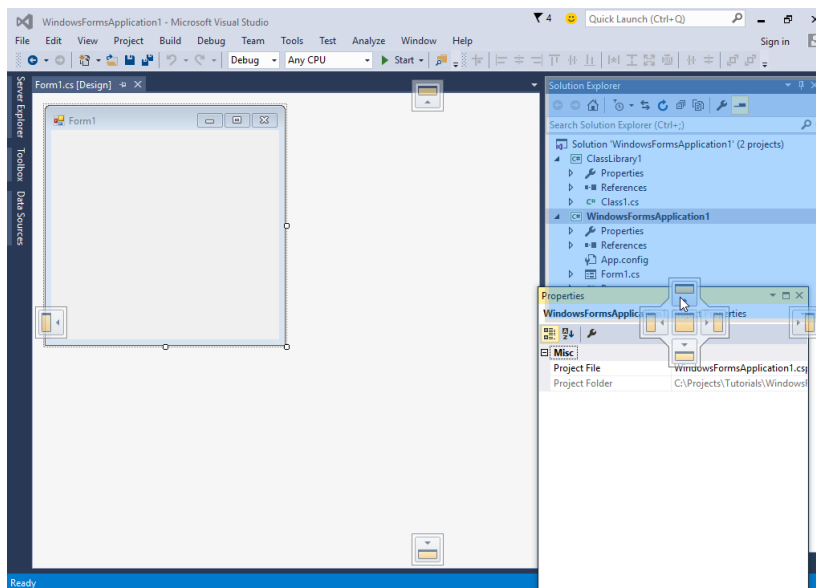 WindowsFormsApplication1 - Microsoft Visual Studio
4
Quick Launch (Ctrl+Q)
File Edit View Project Build Debug Team Tools Test Analyze Window Help
Sign in
Debug Any CPU Start
Server Explorer
Toolbox
Data Sources
Form1.cs [Design]
Form1
Solution Explorer
Search Solution Explorer (Ctrl+;)
Solution 'WindowsFormsApplication1' (2 projects)
C# ClassLibrary1
Properties
References
C# Class1.cs
C# WindowsFormsApplication1
Properties
References
App.config
Form1.cs
Properties
WindowsFormsApplic
Misc
Project File WindowsFormsApplication1.csp
Project Folder C:\Projects\Tutorials\WindowsF
Ready